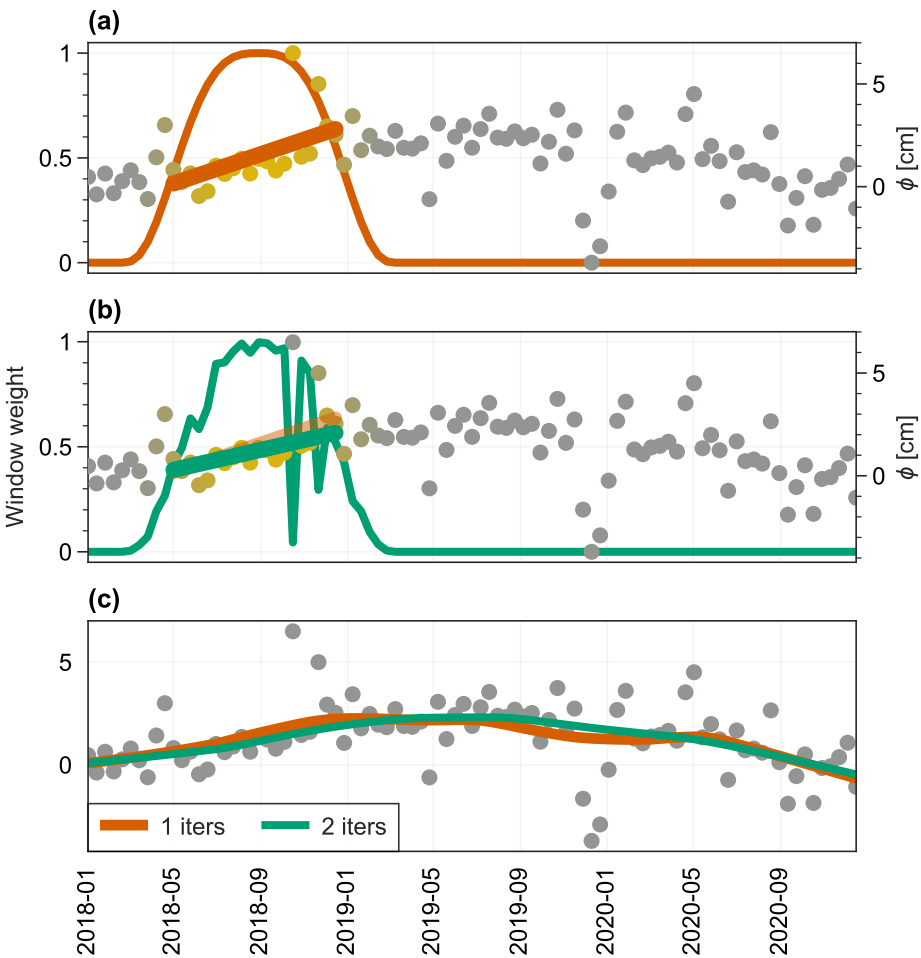 (a)
1
0.5
0
5
0
ϕ [cm]
(b)
1
0.5
0
5
0
ϕ [cm]
Window weight
(c)
5
0
1 iters
2 iters
2018-01
2018-05
2018-09
2019-01
2019-05
2019-09
2020-01
2020-05
2020-09